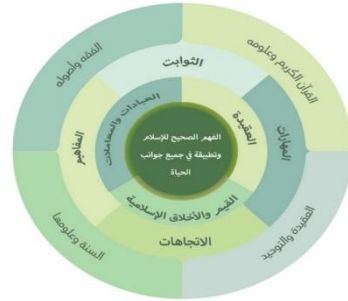 الفقه وأصوله
القرآن الكريم وعلومه
الثوابت
العبادات والمعاملات
العقيدة
المفاهيم
المهارات
الفهم الصحيح للإسلام
وتطبيقة في جميع جوانب
الحياة
القيم والأخلاق الإسلامية
الاتجاهات
السنة وعلومها
العقيدة والتوحيد